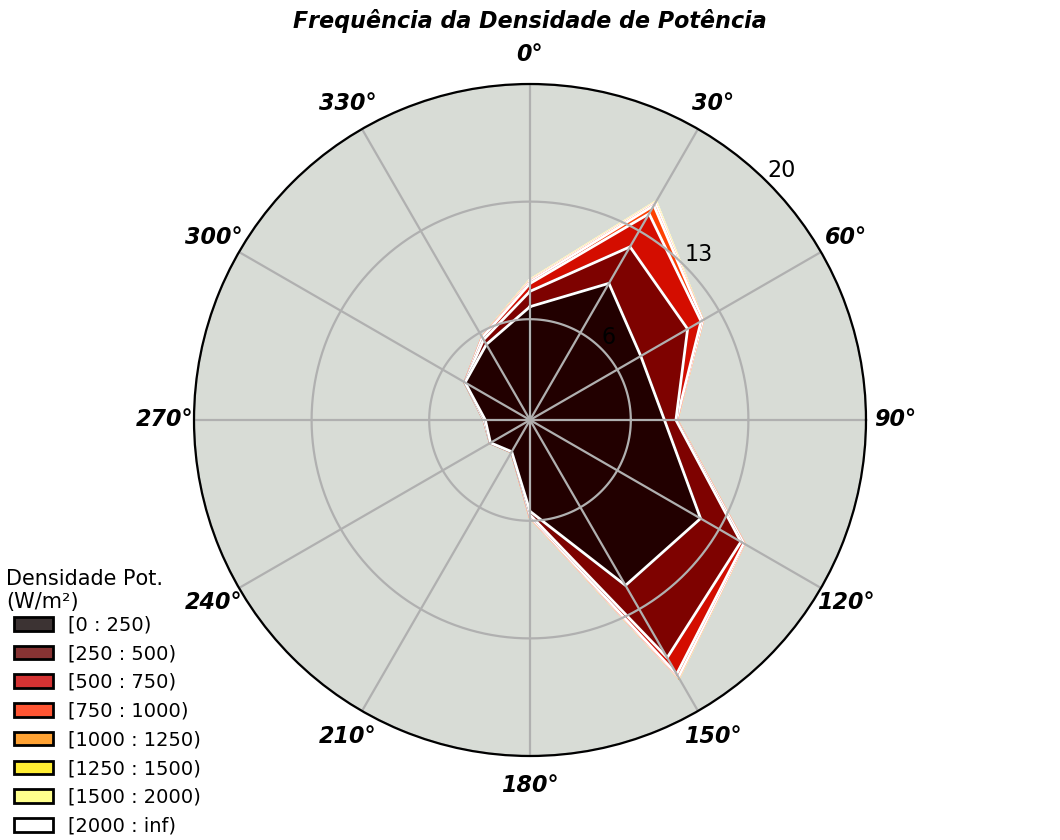 Frequência da Densidade de Potência
0°
330°
30°
20
300°
60°
13
6
270°
90°
Densidade Pot.
(W/m²)
240°
120°
[0 : 250)
[250 : 500)
[500 : 750)
[750 : 1000)
210°
150°
[1000 : 1250)
[1250 : 1500)
180°
[1500 : 2000)
[2000 : inf)